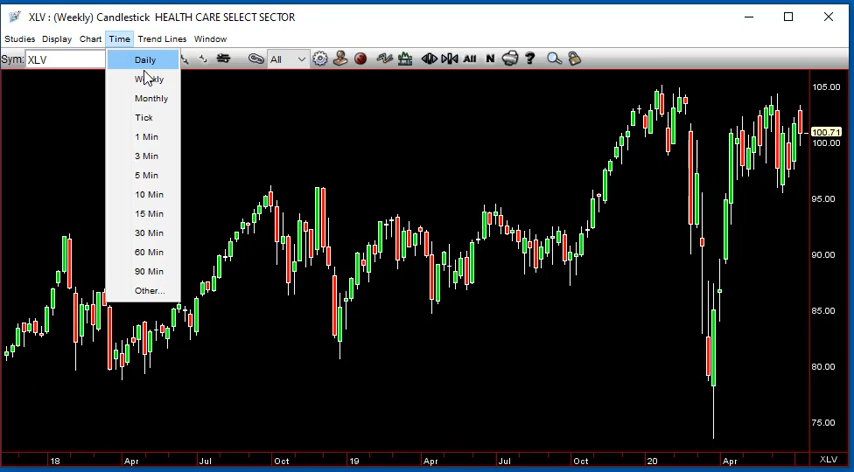 XLV : (Weekly) Candlestick HEALTH CARE SELECT SECTOR
Studies Display Chart Time Trend Lines Window
Sym: XLV
All
All
N
?
Daily
Weekly
Monthly
Tick
1 Min
3 Min
5 Min
10 Min
15 Min
30 Min
60 Min
90 Min
Other...
105.00
100.71
100.00
95.00
90.00
85.00
80.00
75.00
18 Apr Jul Oct 19 Apr Jul Oct 20 Apr XLV